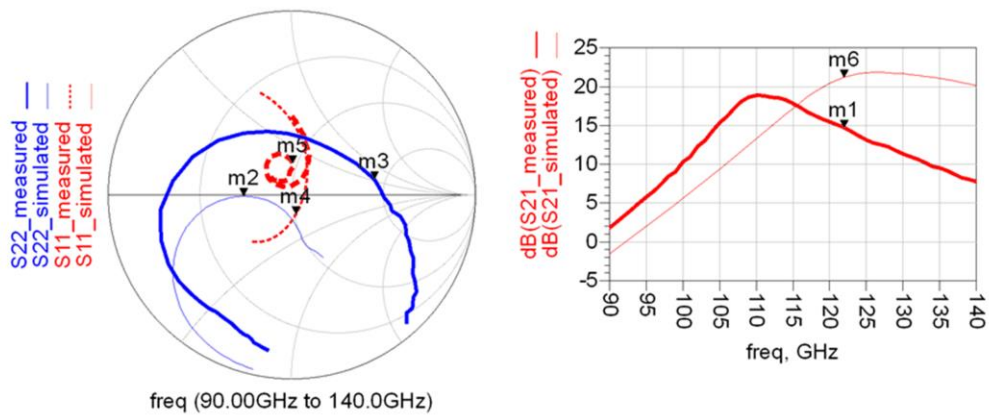 S22_measured
S22_simulated
S11_measured
S11_simulated
m5
m3
m2
m4
freq (90.00GHz to 140.0GHz)
dB(S21_measured)
dB(S21_simulated)
25
20
15
10
5
0
-5
m6
m1
90
95
100
105
110
115
120
125
130
135
140
freq, GHz